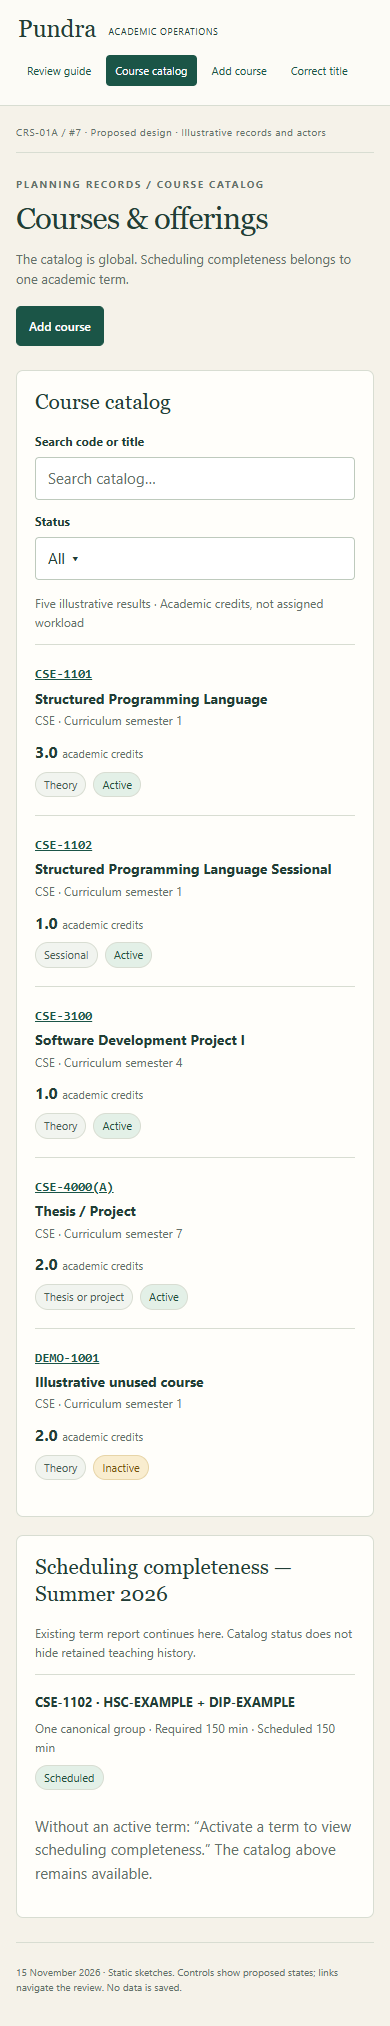 Pundra ACADEMIC OPERATIONS
Review guide Course catalog Add course Correct title
CRS-01A / #7 · Proposed design · Illustrative records and actors
PLANNING RECORDS / COURSE CATALOG
Courses & offerings
The catalog is global. Scheduling completeness belongs to
one academic term.
Add course
Course catalog
Search code or title
Search catalog...
Status
All ▾
Five illustrative results · Academic credits, not assigned
workload
CSE-1101
Structured Programming Language
CSE · Curriculum semester 1
3.0 academic credits
Theory Active
CSE-1102
Structured Programming Language Sessional
CSE · Curriculum semester 1
1.0 academic credits
Sessional Active
CSE-3100
Software Development Project I
CSE · Curriculum semester 4
1.0 academic credits
Theory Active
CSE-4000(A)
Thesis / Project
CSE · Curriculum semester 7
2.0 academic credits
Thesis or project Active
DEMO-1001
Illustrative unused course
CSE · Curriculum semester 1
2.0 academic credits
Theory Inactive
Scheduling completeness —
Summer 2026
Existing term report continues here. Catalog status does not
hide retained teaching history.
CSE-1102 · HSC-EXAMPLE + DIP-EXAMPLE
One canonical group · Required 150 min · Scheduled 150
min
Scheduled
Without an active term: “Activate a term to view
scheduling completeness.” The catalog above
remains available.
15 November 2026 · Static sketches. Controls show proposed states; links
navigate the review. No data is saved.